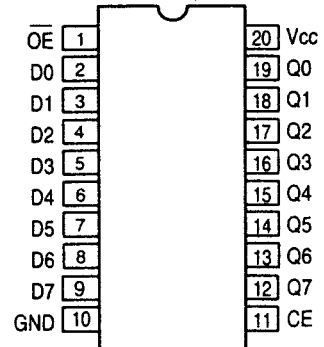 O̅E̅ 1 20 Vcc
D0 2 19 Q0
D1 3 18 Q1
D2 4 17 Q2
D3 5 16 Q3
D4 6 15 Q4
D5 7 14 Q5
D6 8 13 Q6
D7 9 12 Q7
GND 10 11 CE